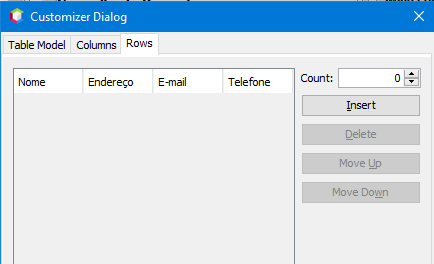 Customizer Dialog
Table Model Columns Rows
Nome Endereço E-mail Telefone
Count: 0
Insert
Delete
Move Up
Move Down